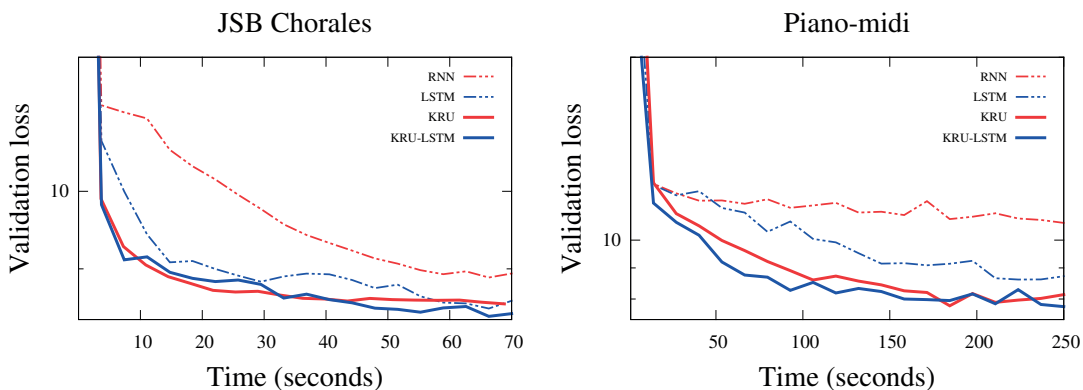 JSB Chorales
Validation loss
10
RNN
LSTM
KRU
KRU-LSTM
10 20 30 40 50 60 70
Time (seconds)
Piano-midi
Validation loss
10
RNN
LSTM
KRU
KRU-LSTM
50 100 150 200 250
Time (seconds)